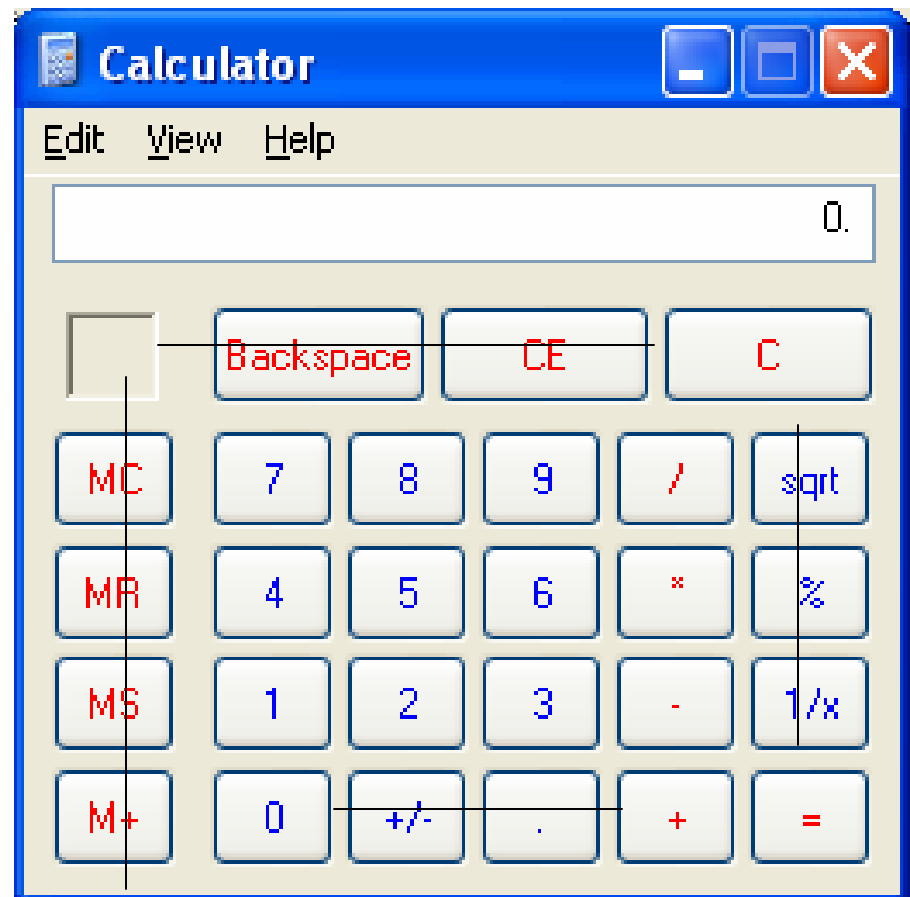 Calculator
Edit View Help
0.
Backspace CE C
MC 7 8 9 / sqrt
MR 4 5 6 * %
MS 1 2 3 - 1/x
M+ 0 +/- . + =